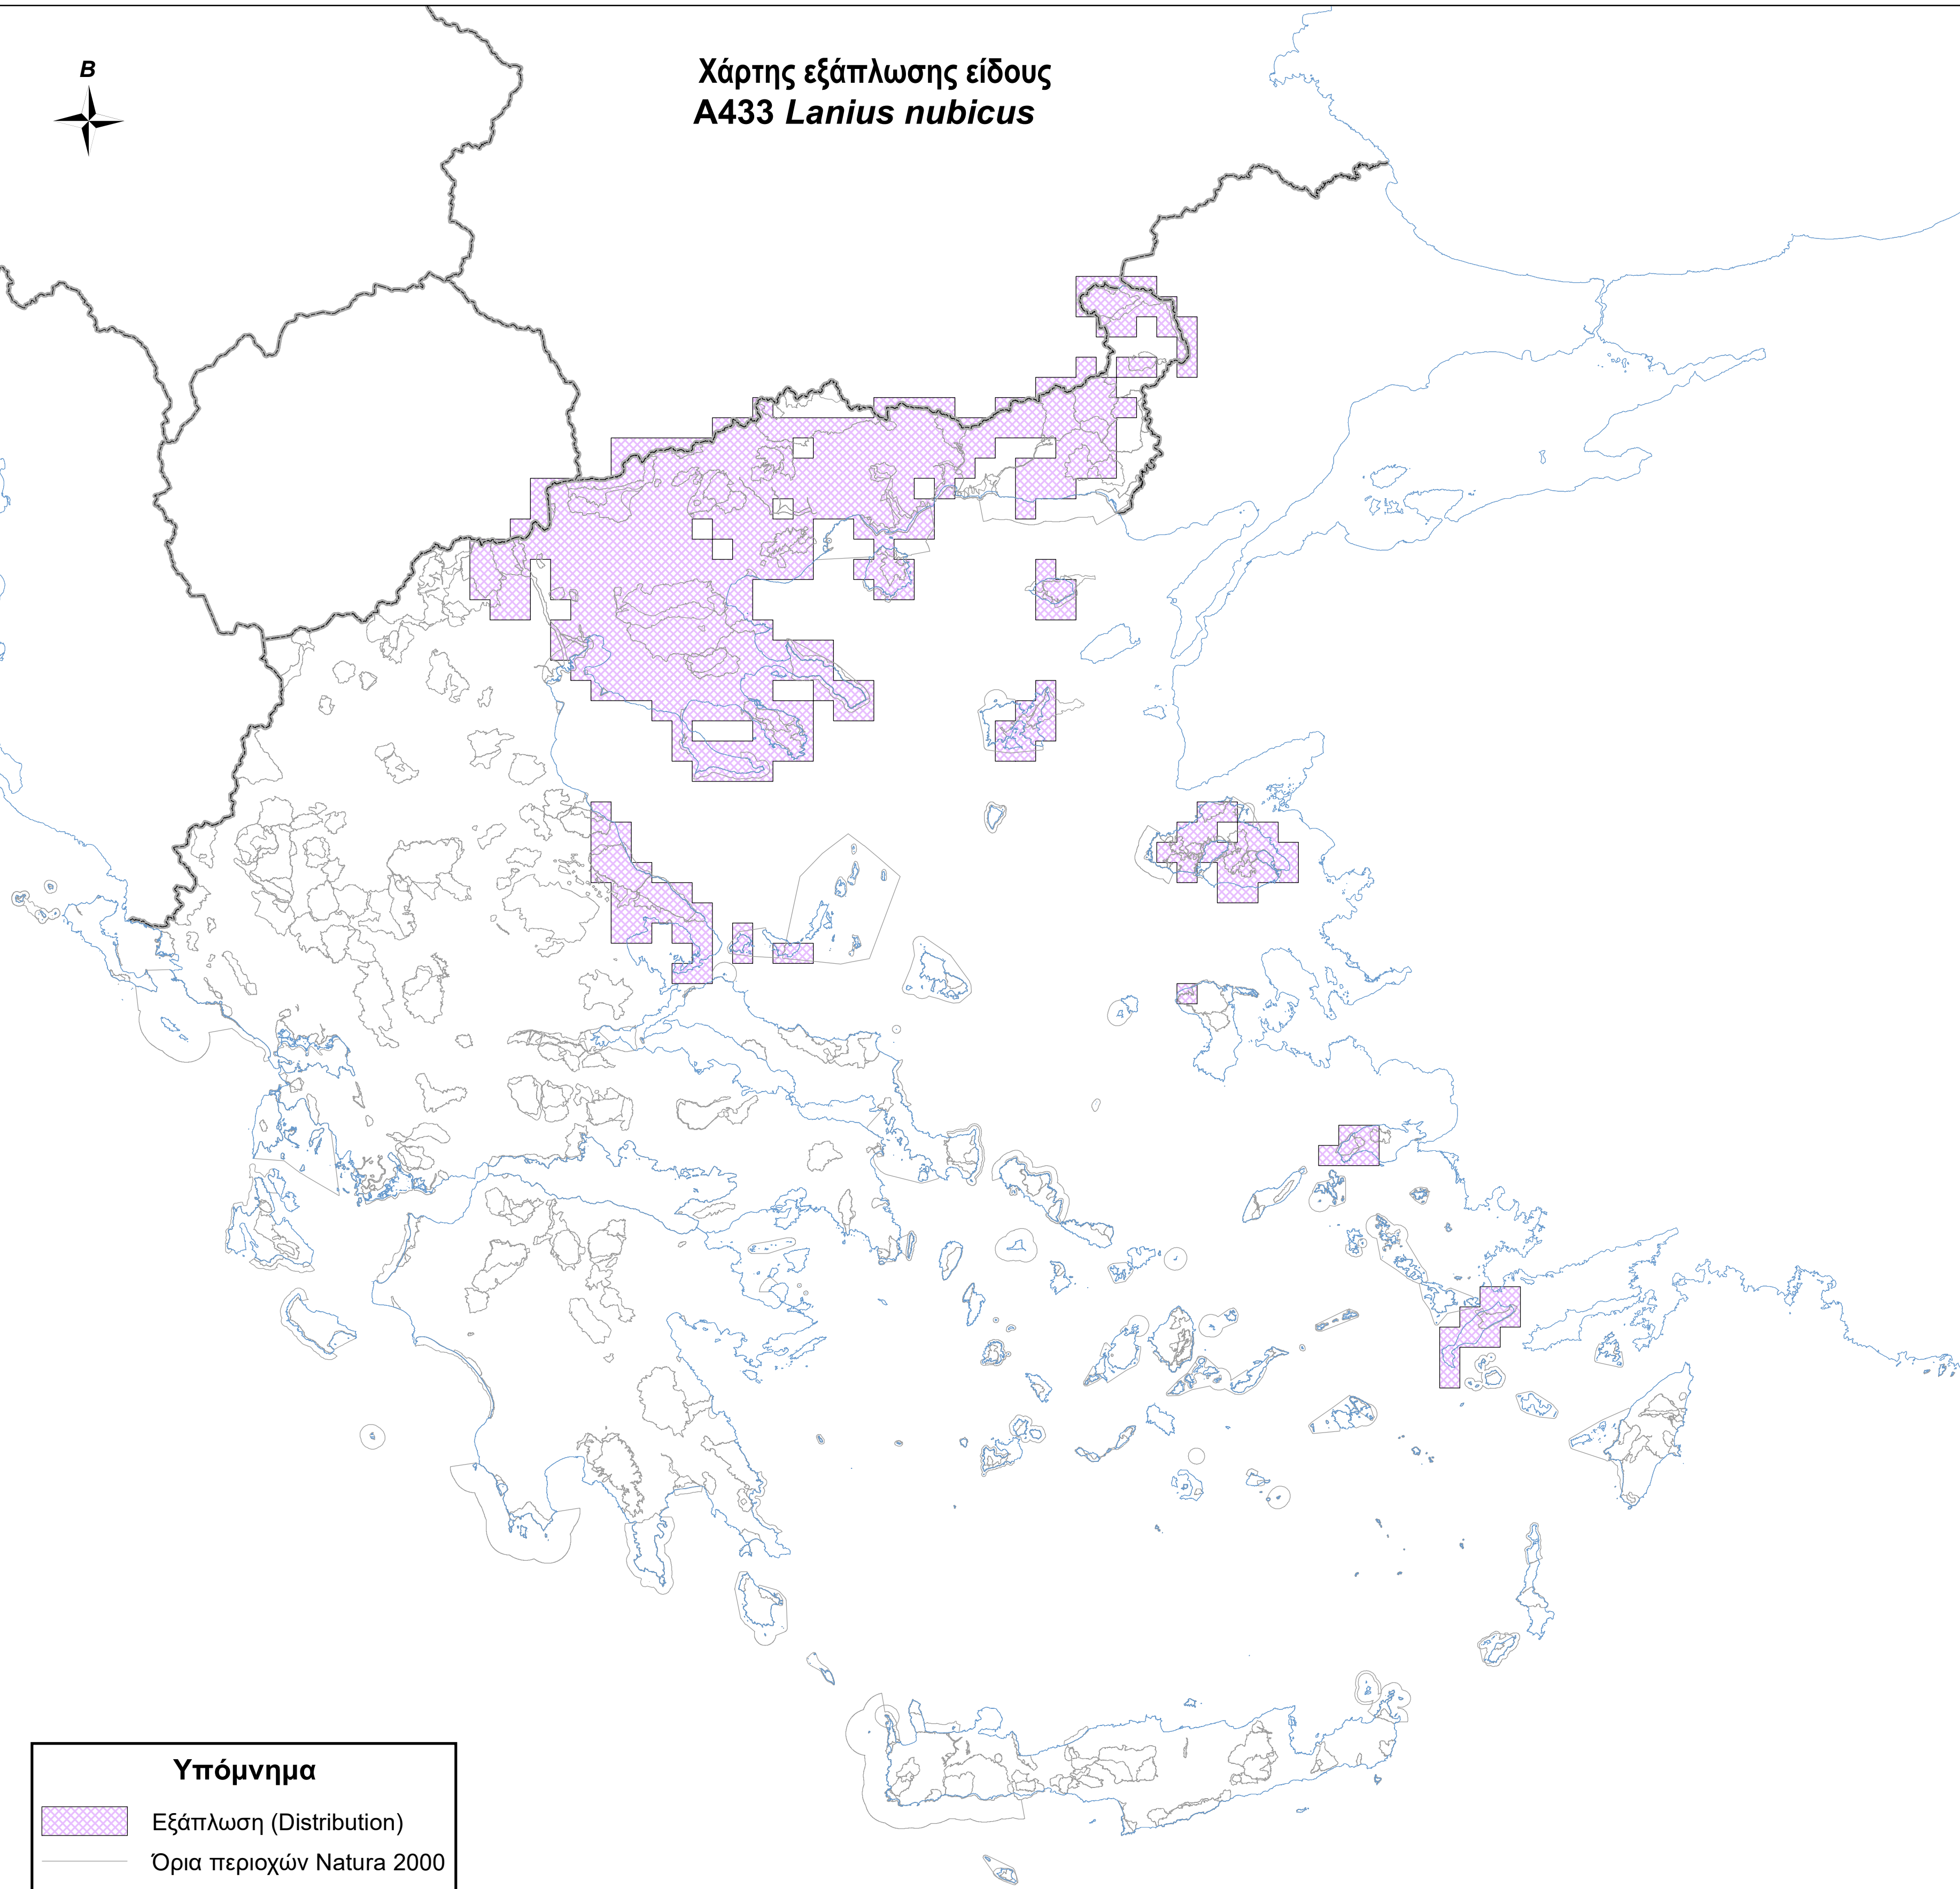 B
Χάρτης εξάπλωσης είδους
A433 Lanius nubicus
Υπόμνημα
Εξάπλωση (Distribution)
Όρια περιοχών Natura 2000